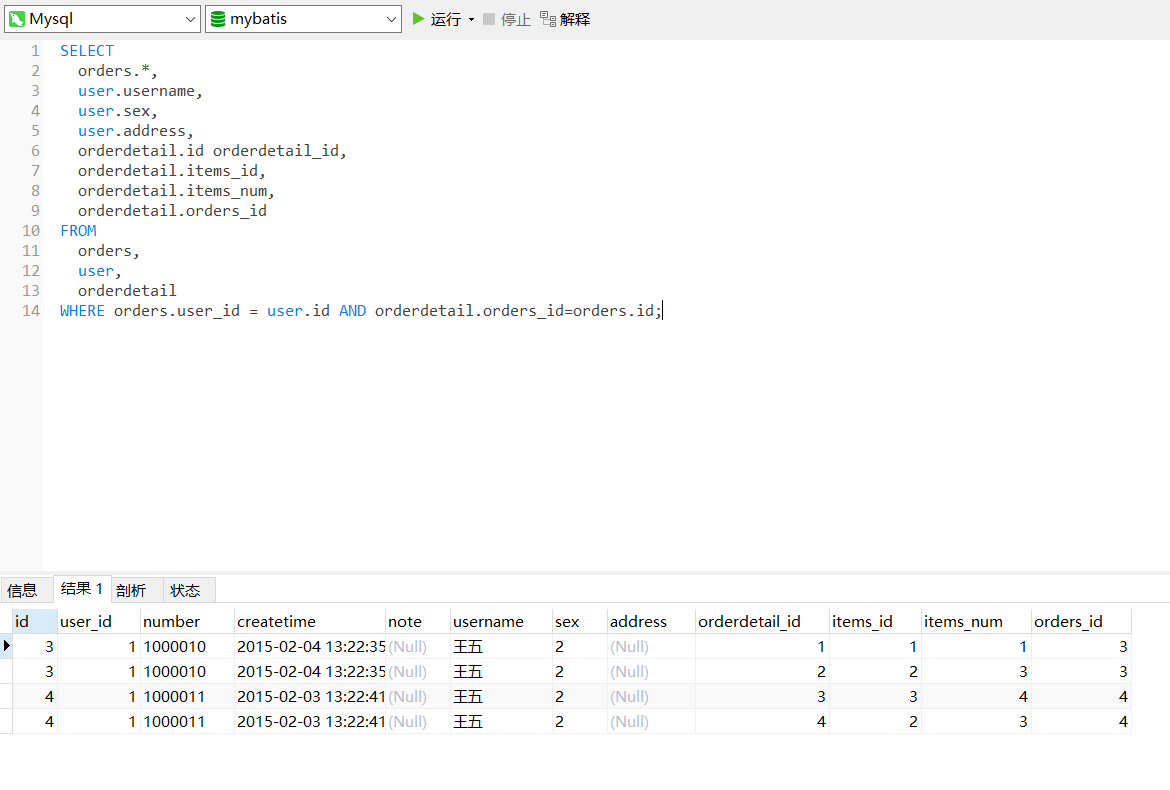 Mysql mybatis 运行 停止 解释
1 SELECT
2 orders.*,
3 user.username,
4 user.sex,
5 user.address,
6 orderdetail.id orderdetail_id,
7 orderdetail.items_id,
8 orderdetail.items_num,
9 orderdetail.orders_id
10 FROM
11 orders,
12 user,
13 orderdetail
14 WHERE orders.user_id = user.id AND orderdetail.orders_id=orders.id;
信息 结果 1 剖析 状态
id user_id number createtime note username sex address orderdetail_id items_id items_num orders_id
3 1 1000010 2015-02-04 13:22:35 (Null) 王五 2 (Null) 1 1 1 3
3 1 1000010 2015-02-04 13:22:35 (Null) 王五 2 (Null) 2 2 3 3
4 1 1000011 2015-02-03 13:22:41 (Null) 王五 2 (Null) 3 3 4 4
4 1 1000011 2015-02-03 13:22:41 (Null) 王五 2 (Null) 4 2 3 4